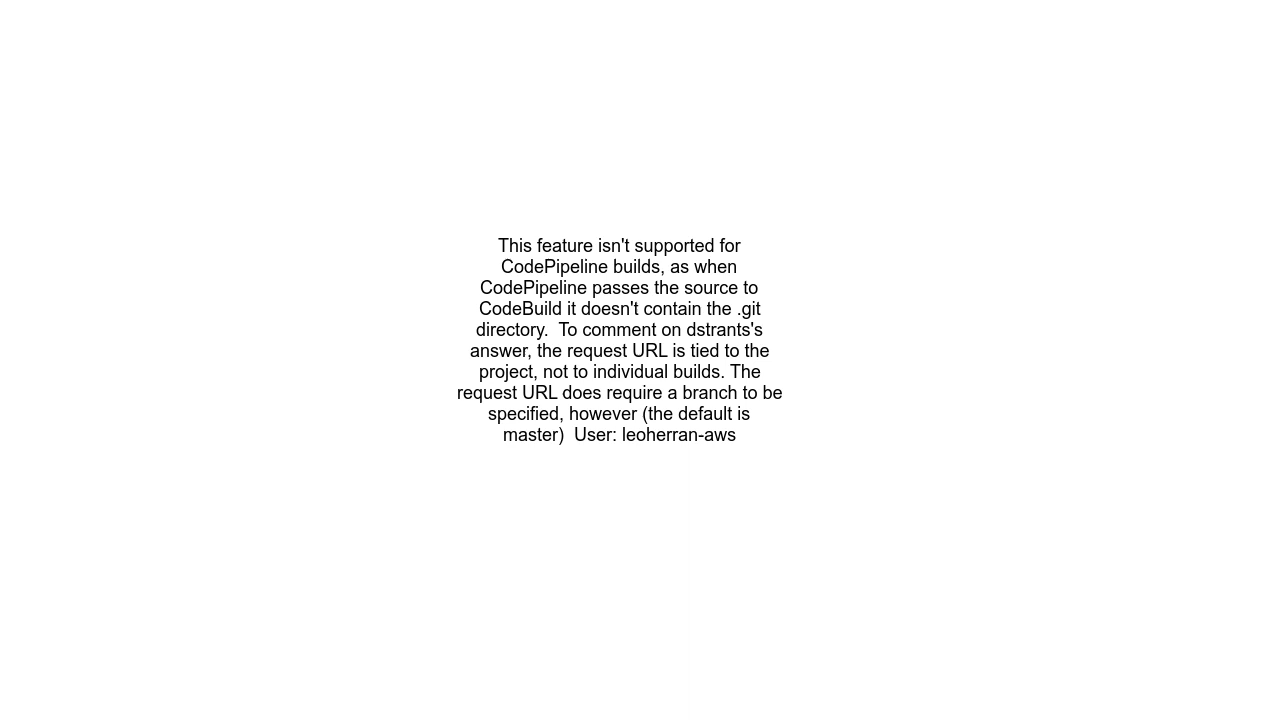 This feature isn't supported for
CodePipeline builds, as when
CodePipeline passes the source to
CodeBuild it doesn't contain the .git
directory.  To comment on dstrants's
answer, the request URL is tied to the
project, not to individual builds. The
request URL does require a branch to be
specified, however (the default is
master)  User: leoherran-aws